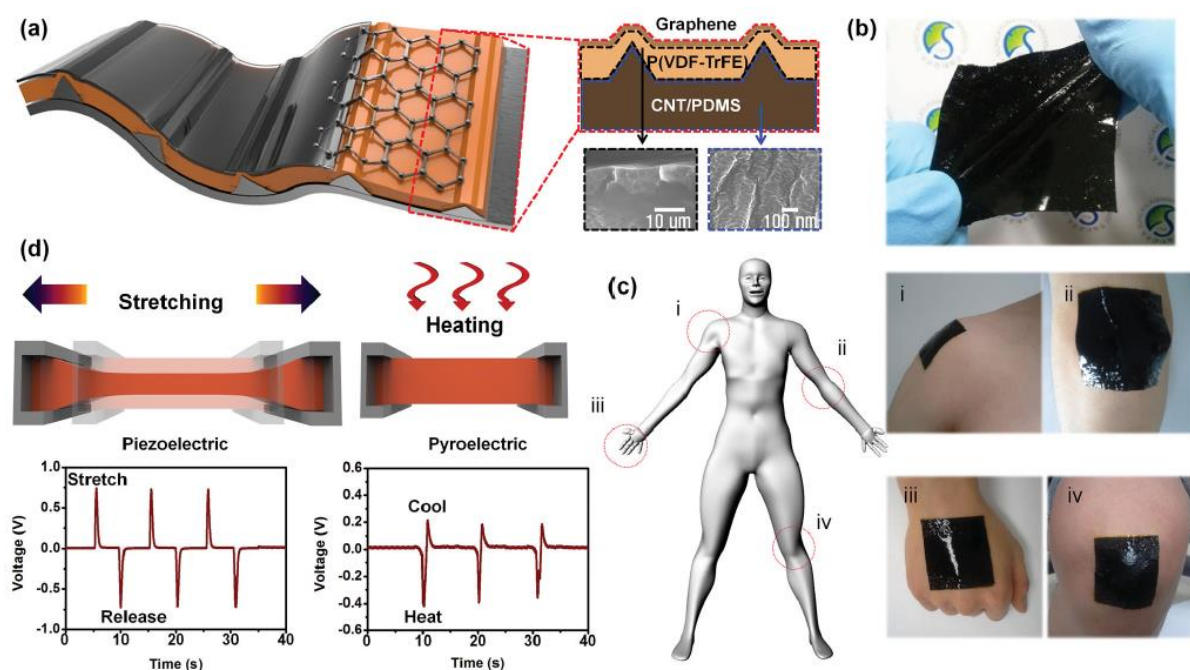 (a)
Graphene
P(VDF-TrFE)
CNT/PDMS
10 um
100 nm
(b)
(d)
Stretching
Heating
Piezoelectric
Pyroelectric
Stretch
Release
Voltage (V)
1.0
0.5
0.0
-0.5
-1.0
0 10 20 30 40
Time (s)
Cool
Heat
Voltage (V)
0.6
0.4
0.2
0.0
-0.2
-0.4
-0.6
0 10 20 30 40
Time (s)
(c)
i
ii
iii
iv
i
ii
iii
iv